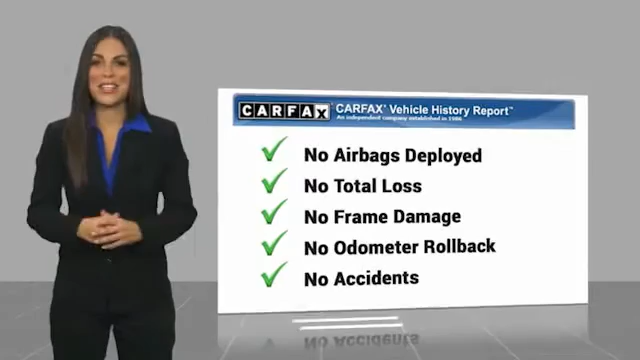 CARFAX CARFAX® Vehicle History Report™
An independent company established in 1986
No Airbags Deployed
No Total Loss
No Frame Damage
No Odometer Rollback
No Accidents